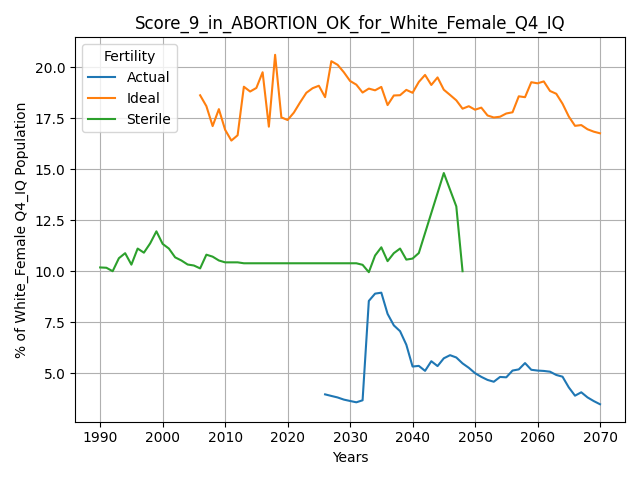 Score_9_in_ABORTION_OK_for_White_Female_Q4_IQ
Fertility
Actual
Ideal
Sterile
% of White_Female Q4_IQ Population
20.0
17.5
15.0
12.5
10.0
7.5
5.0
1990 2000 2010 2020 2030 2040 2050 2060 2070
Years